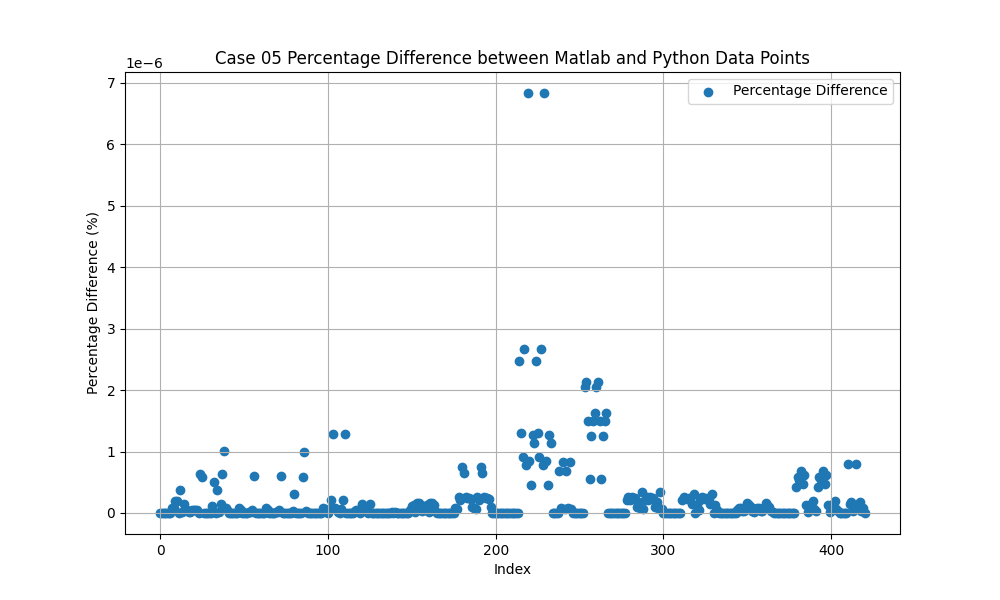 Case 05 Percentage Difference between Matlab and Python Data Points
1e−6
Percentage Difference
7
6
5
4
3
2
1
0
Percentage Difference (%)
0 100 200 300 400
Index